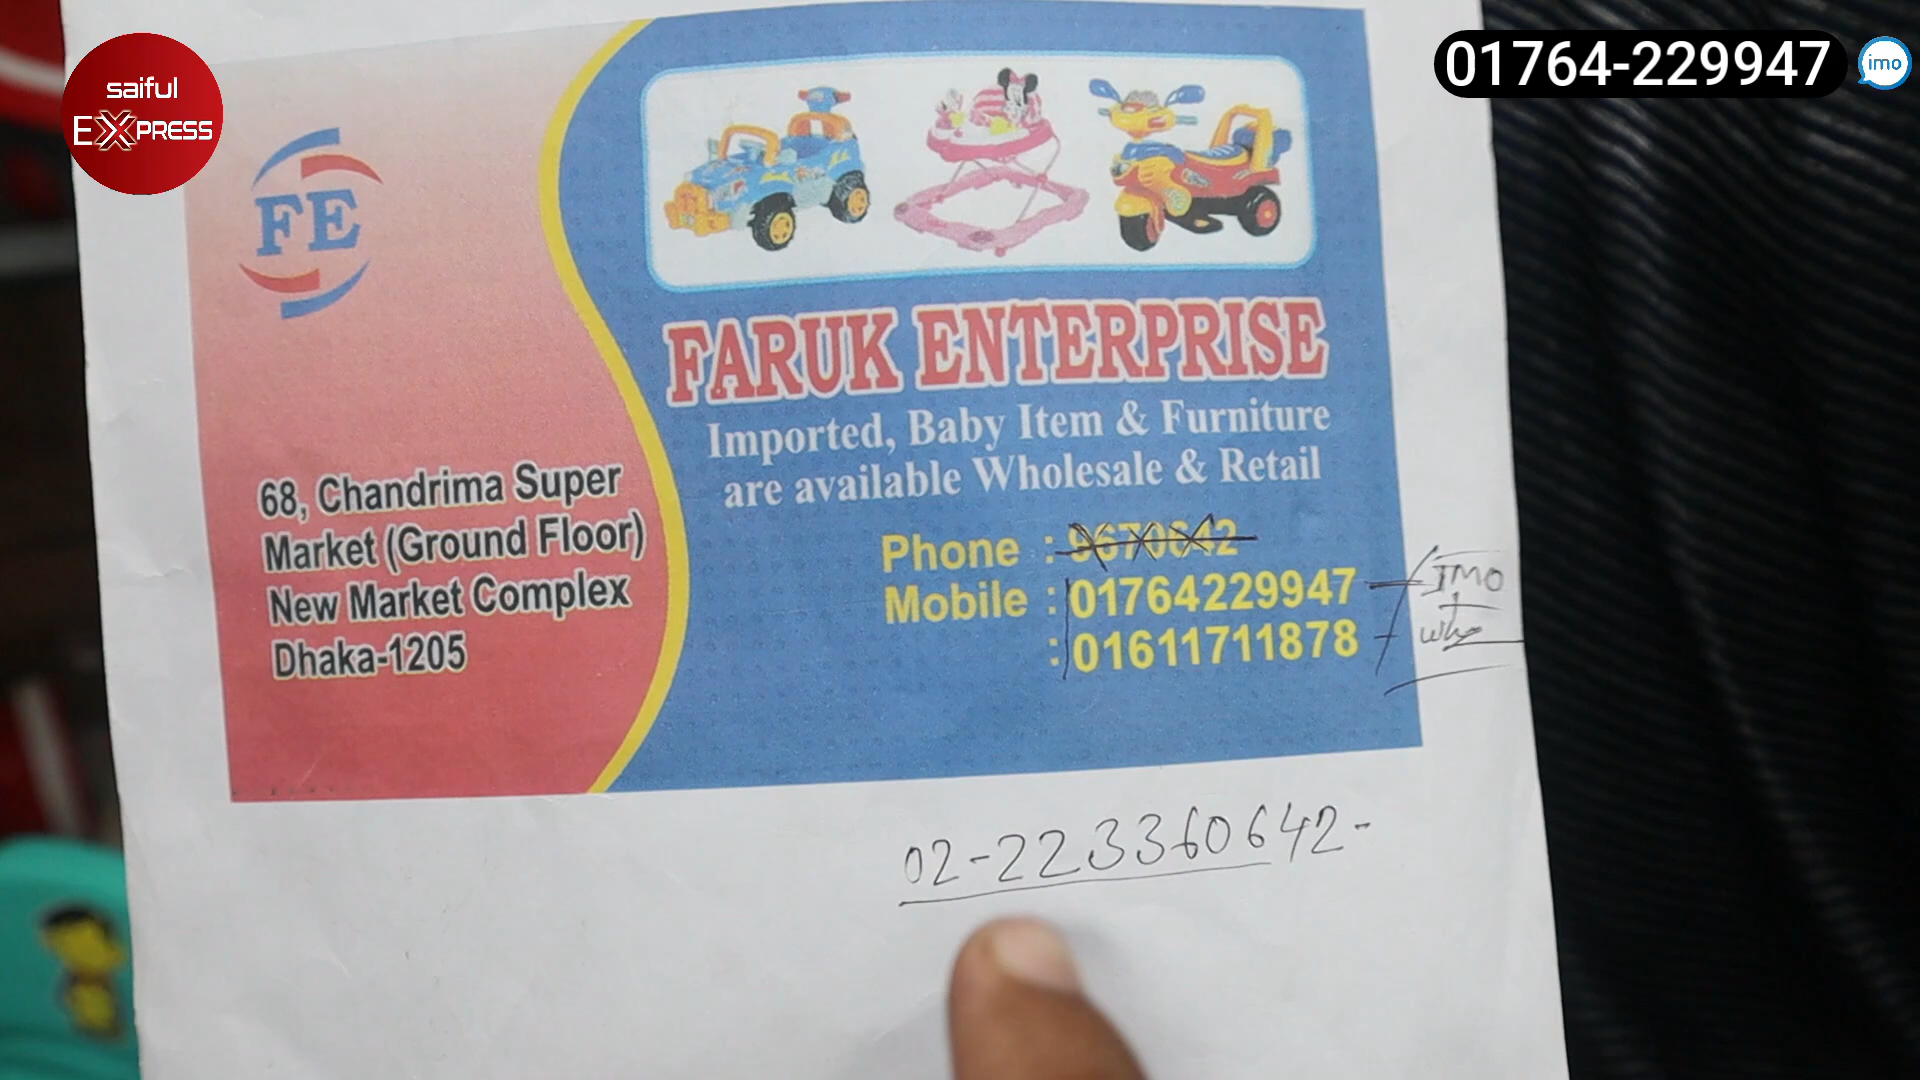 saiful
EXPRESS
01764-229947
imo
FE
FARUK ENTERPRISE
Imported, Baby Item & Furniture
are available Wholesale & Retail
68, Chandrima Super
Market (Ground Floor)
New Market Complex
Dhaka-1205
Phone : 9670642
Mobile : 01764229947
: 01611711878
IMO
02-223360642-